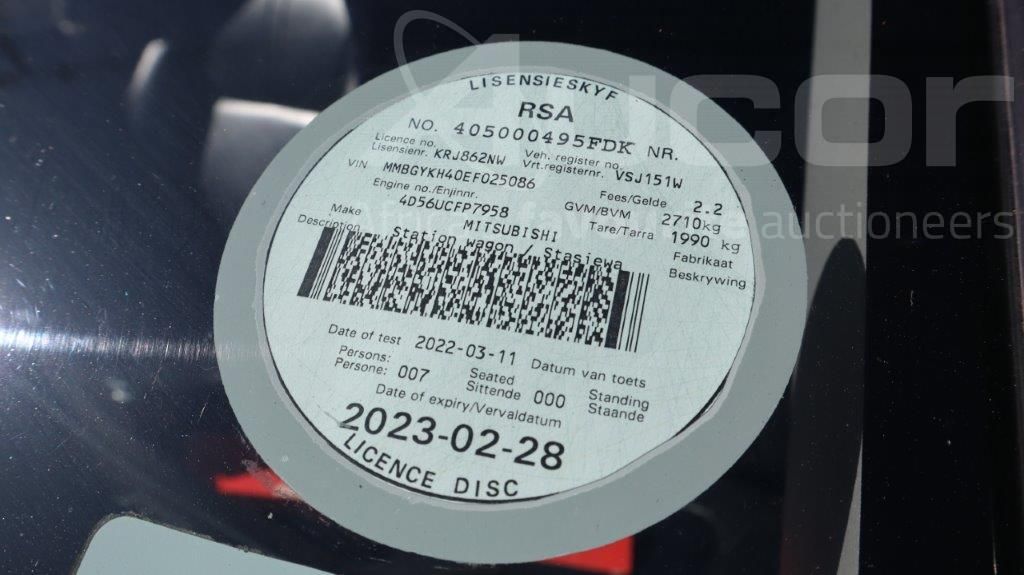 LISENSIESKYF
RSA
NO. 405000495FDK NR.
Licence no. Veh. register no.
Lisensienr. KRJ862NW Vrt.registernr. VSJ151W
VIN MMBGYKH40EF025086 Fees/Gelde 2.2
Engine no./Enjinnr. GVM/BVM 2710kg
4D56UCFP7958 Tare/Tarra 1990 kg
Make MITSUBISHI Fabrikaat
Description Station wagon / Stasiewa Beskrywing
Date of test 2022-03-11 Datum van toets
Persons: Seated Standing
Persone: 007 Sittende 000 Staande
Date of expiry/Vervaldatum
2023-02-28
LICENCE DISC
Aucor
Africa's favourite auctioneers